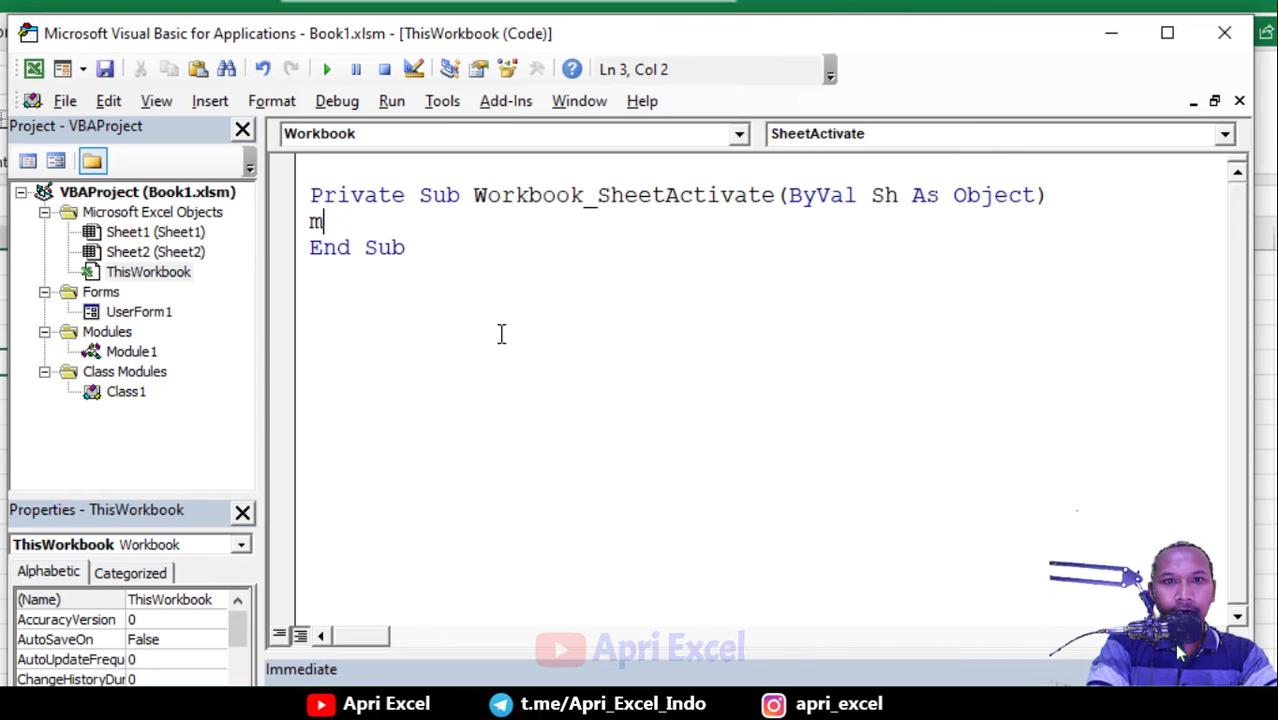 Microsoft Visual Basic for Applications - Book1.xlsm - [ThisWorkbook (Code)]
Ln 3, Col 2
File Edit View Insert Format Debug Run Tools Add-Ins Window Help
Project - VBAProject
Workbook
SheetActivate
VBAProject (Book1.xlsm)
Microsoft Excel Objects
Sheet1 (Sheet1)
Sheet2 (Sheet2)
ThisWorkbook
Forms
UserForm1
Modules
Module1
Class Modules
Class1
Private Sub Workbook_SheetActivate(ByVal Sh As Object)
m
End Sub
Properties - ThisWorkbook
ThisWorkbook Workbook
Alphabetic Categorized
(Name) ThisWorkbook
AccuracyVersion 0
AutoSaveOn False
AutoUpdateFrequ 0
ChangeHistoryDur 0
Apri Excel
Immediate
Apri Excel t.me/Apri_Excel_Indo apri_excel